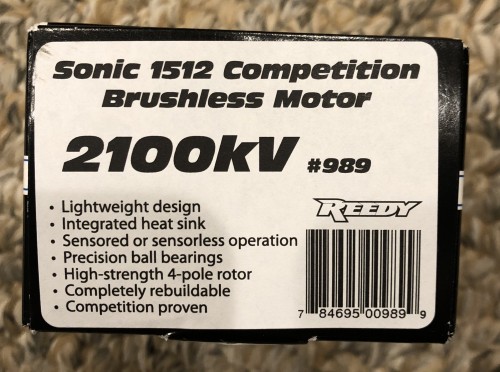 Sonic 1512 Competition
Brushless Motor
2100kV #989
• Lightweight design
• Integrated heat sink
• Sensored or sensorless operation
• Precision ball bearings
• High-strength 4-pole rotor
• Completely rebuildable
• Competition proven
REEDY
7 84695 00989 9